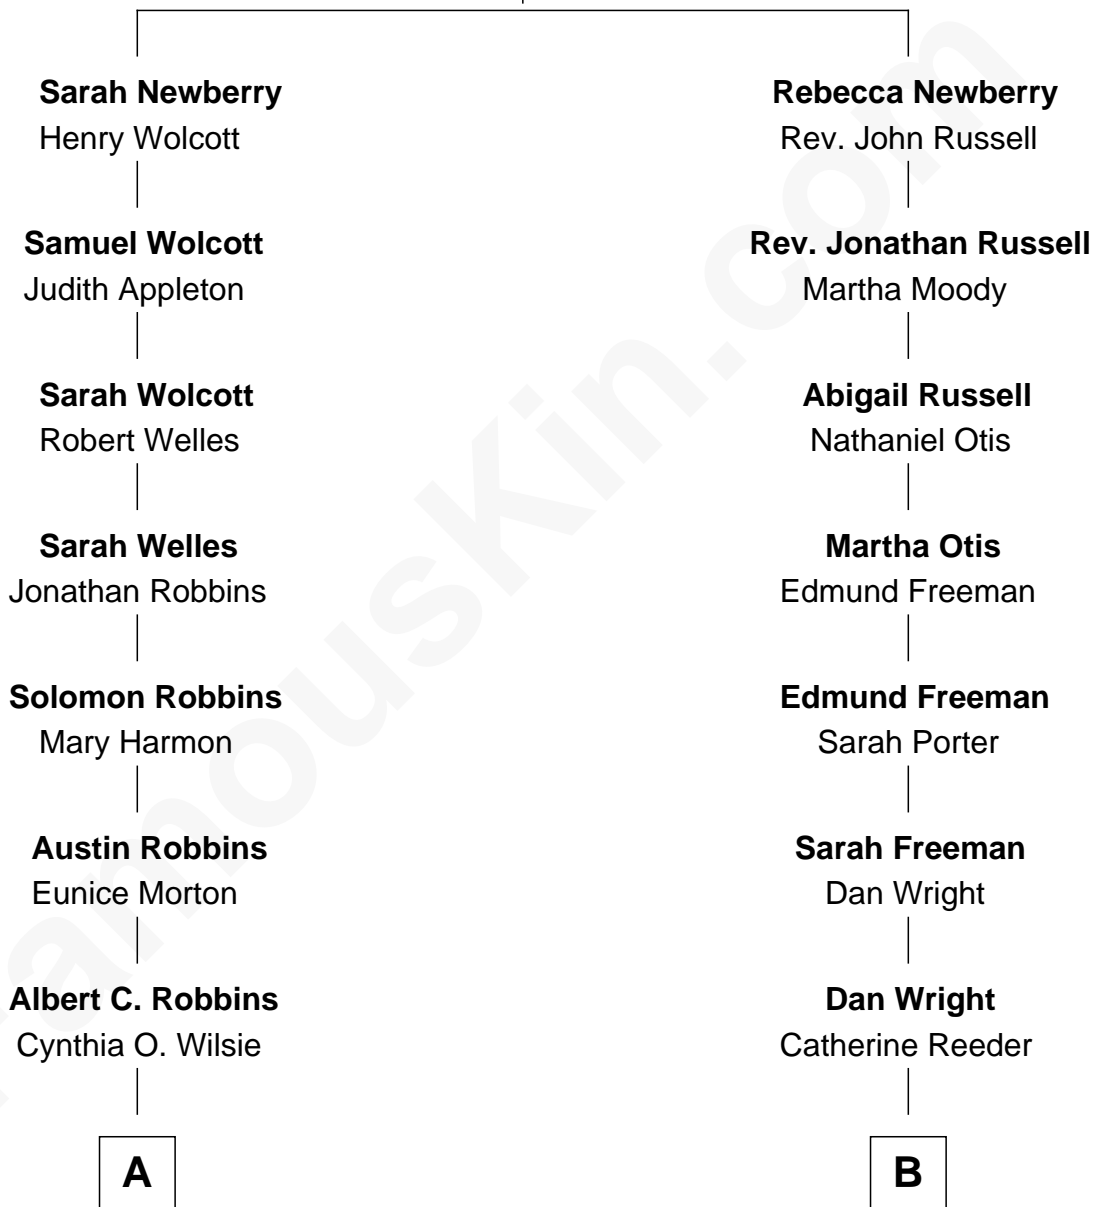 Sarah Newberry
Henry Wolcott
Rebecca Newberry
Rev. John Russell
Samuel Wolcott
Judith Appleton
Rev. Jonathan Russell
Martha Moody
Sarah Wolcott
Robert Welles
Abigail Russell
Nathaniel Otis
Sarah Welles
Jonathan Robbins
Martha Otis
Edmund Freeman
Solomon Robbins
Mary Harmon
Edmund Freeman
Sarah Porter
Austin Robbins
Eunice Morton
Sarah Freeman
Dan Wright
Albert C. Robbins
Cynthia O. Wilsie
Dan Wright
Catherine Reeder
A
B
FamousKin.com